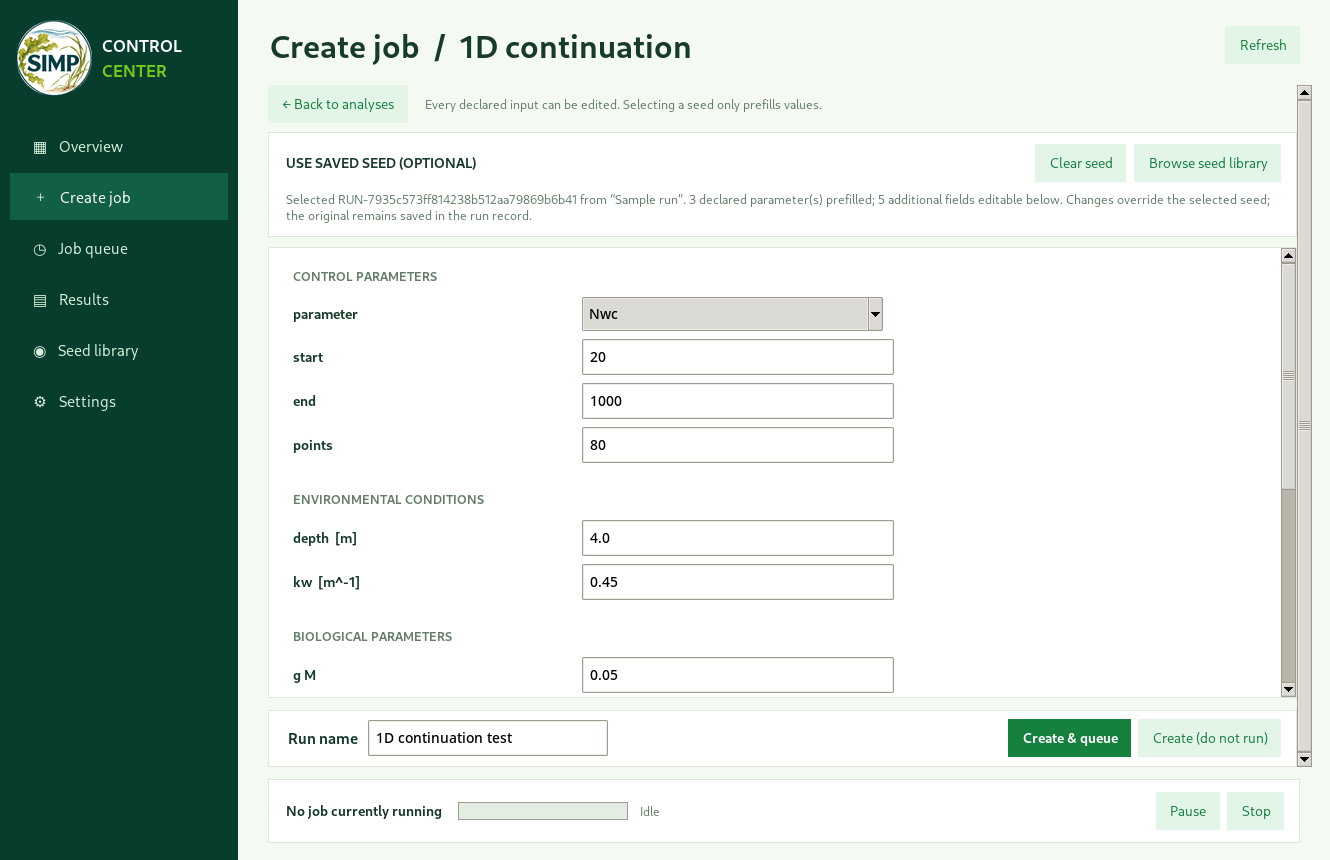 SIMP
CONTROL
CENTER
▦ Overview
+ Create job
◷ Job queue
▤ Results
◉ Seed library
⚙ Settings
Create job / 1D continuation
Refresh
← Back to analyses
Every declared input can be edited. Selecting a seed only prefills values.
USE SAVED SEED (OPTIONAL)
Clear seed
Browse seed library
Selected RUN-7935c573ff814238b512aa79869b6b41 from “Sample run”. 3 declared parameter(s) prefilled; 5 additional fields editable below. Changes override the selected seed;
the original remains saved in the run record.
CONTROL PARAMETERS
parameter Nwc
start 20
end 1000
points 80
ENVIRONMENTAL CONDITIONS
depth [m] 4.0
kw [m^-1] 0.45
BIOLOGICAL PARAMETERS
g M 0.05
Run name 1D continuation test
Create & queue
Create (do not run)
No job currently running
Idle
Pause
Stop